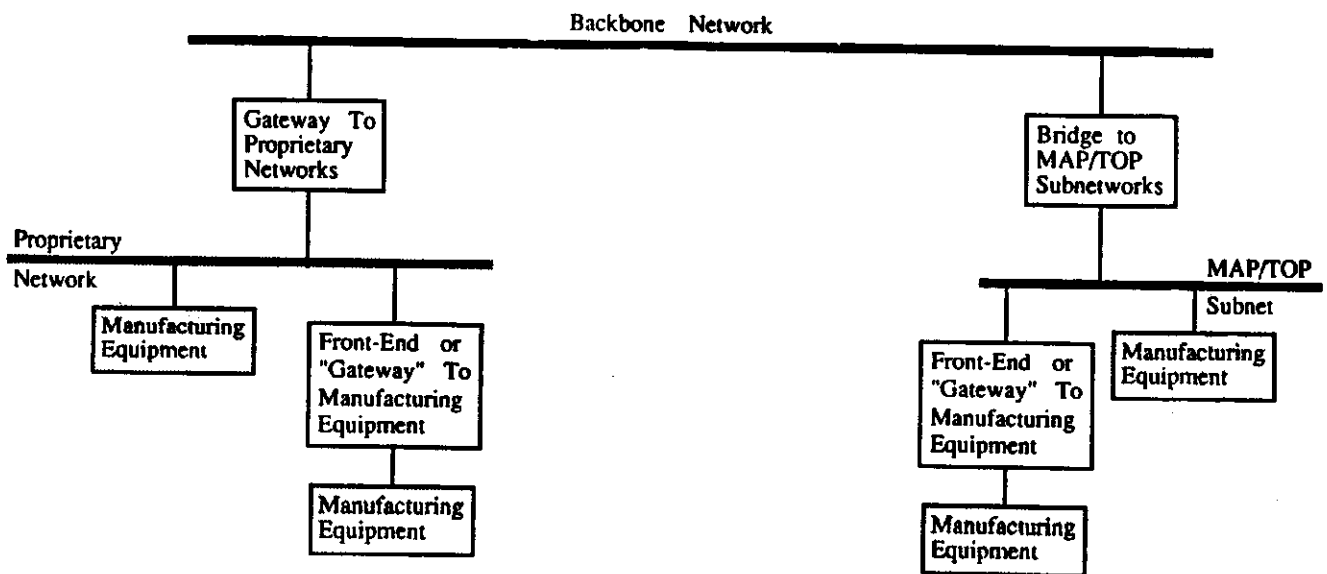 Backbone Network
Gateway To
Proprietary
Networks
Bridge to
MAP/TOP
Subnetworks
Proprietary
Network
MAP/TOP
Subnet
Manufacturing
Equipment
Front-End or
"Gateway" To
Manufacturing
Equipment
Manufacturing
Equipment
Front-End or
"Gateway" To
Manufacturing
Equipment
Manufacturing
Equipment
Manufacturing
Equipment